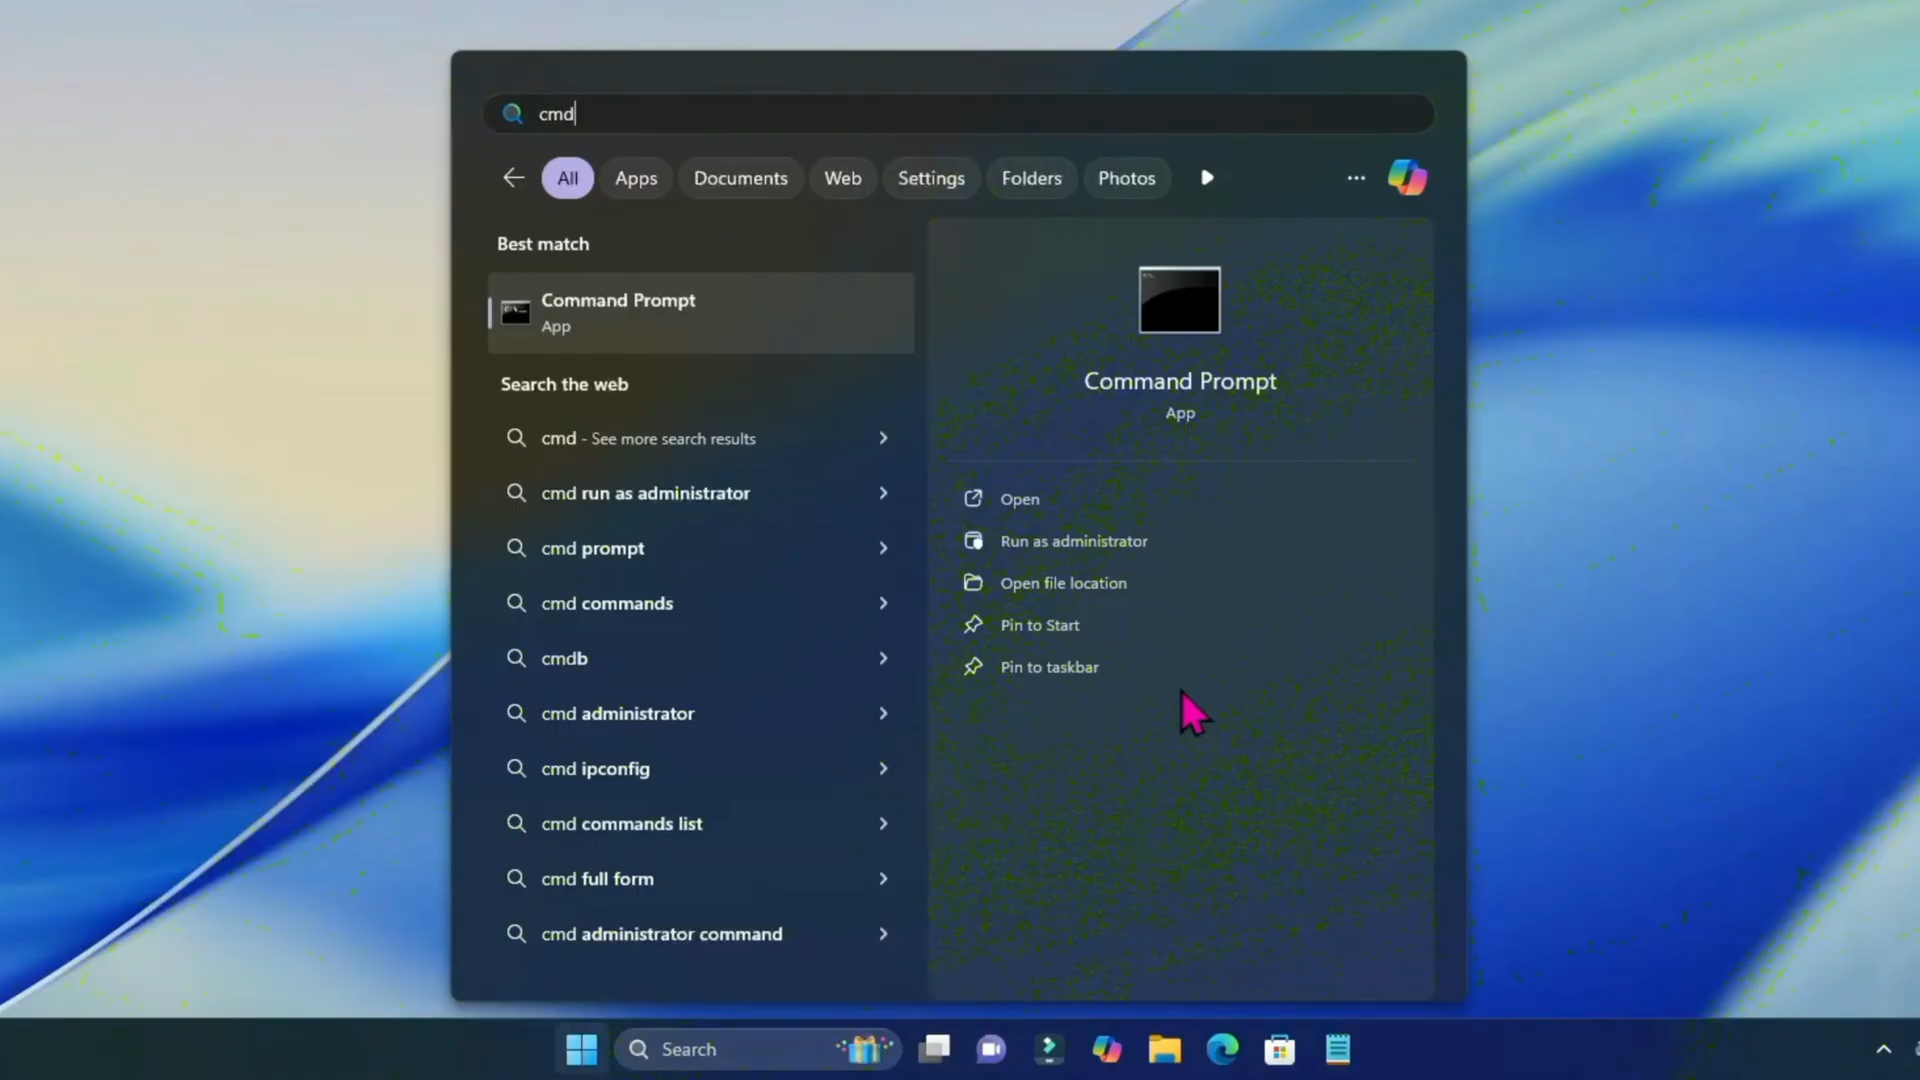 cmd
All Apps Documents Web Settings Folders Photos
Best match
Command Prompt
App
Search the web
cmd - See more search results
cmd run as administrator
cmd prompt
cmd commands
cmdb
cmd administrator
cmd ipconfig
cmd commands list
cmd full form
cmd administrator command
Command Prompt
App
Open
Run as administrator
Open file location
Pin to Start
Pin to taskbar
Search